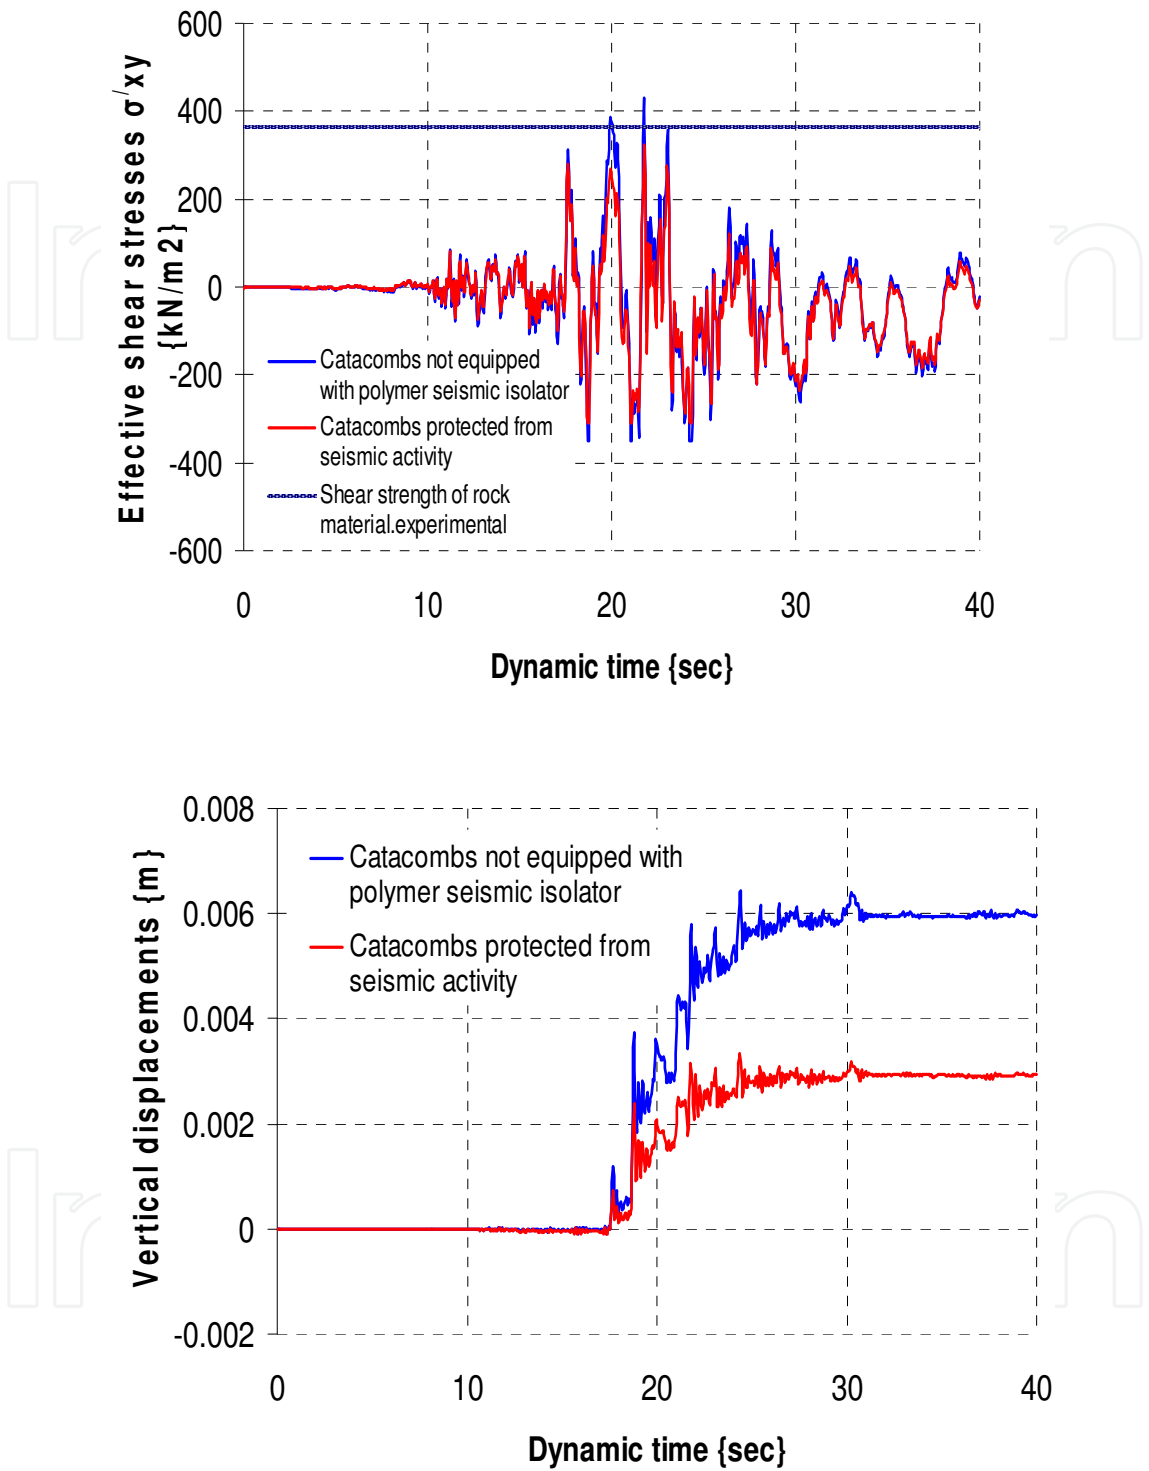 600
400
200
0
-200
-400
-600
Effective shear stresses σ/xy
{kN/m2}
Catacombs not equipped
with polymer seismic isolator
Catacombs protected from
seismic activity
Shear strength of rock
material.experimental
0 10 20 30 40
Dynamic time {sec}
0.008
0.006
0.004
0.002
0
-0.002
Vertical displacements {m}
Catacombs not equipped with
polymer seismic isolator
Catacombs protected from
seismic activity
0 10 20 30 40
Dynamic time {sec}